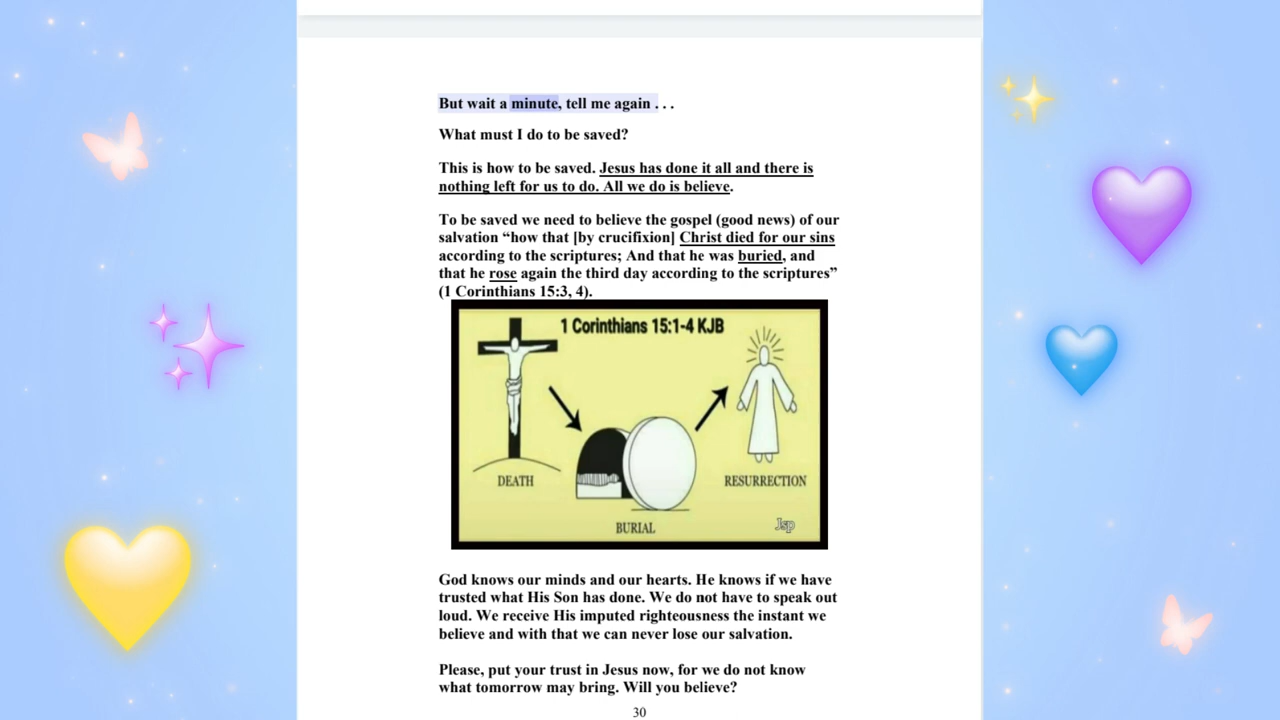 But wait a minute, tell me again . . .
What must I do to be saved?
This is how to be saved. Jesus has done it all and there is
nothing left for us to do. All we do is believe.
To be saved we need to believe the gospel (good news) of our
salvation “how that [by crucifixion] Christ died for our sins
according to the scriptures; And that he was buried, and
that he rose again the third day according to the scriptures”
(1 Corinthians 15:3, 4).
1 Corinthians 15:1-4 KJB
DEATH
RESURRECTION
BURIAL
Jsp
God knows our minds and our hearts. He knows if we have
trusted what His Son has done. We do not have to speak out
loud. We receive His imputed righteousness the instant we
believe and with that we can never lose our salvation.
Please, put your trust in Jesus now, for we do not know
what tomorrow may bring. Will you believe?
30